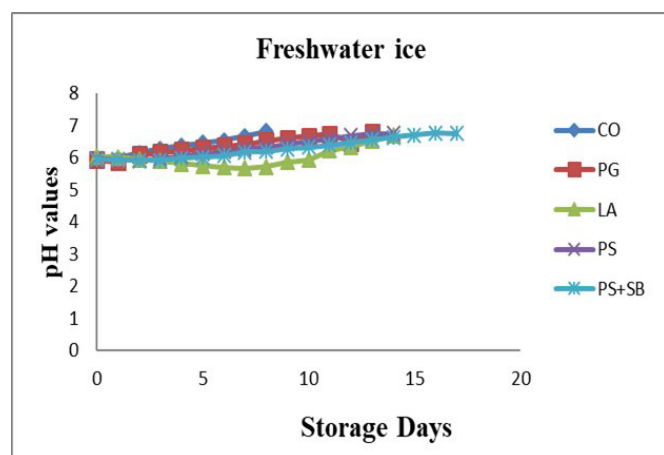 Freshwater ice
8
7
6
5
4
3
2
1
0
pH values
0 5 10 15 20
Storage Days
CO
PG
LA
PS
PS+SB